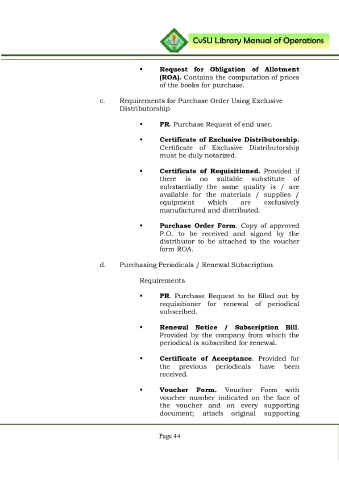 CvSU Library Manual of Operations
▪ Request for Obligation of Allotment
(ROA). Contains the computation of prices
of the books for purchase.
c. Requirements for Purchase Order Using Exclusive
Distributorship
▪ PR. Purchase Request of end user.
▪ Certificate of Exclusive Distributorship.
Certificate of Exclusive Distributorship
must be duly notarized.
▪ Certificate of Requisitioned. Provided if
there is no suitable substitute of
substantially the same quality is / are
available for the materials / supplies /
equipment which are exclusively
manufactured and distributed.
▪ Purchase Order Form. Copy of approved
P.O. to be received and signed by the
distributor to be attached to the voucher
form ROA.
d. Purchasing Periodicals / Renewal Subscription
Requirements
▪ PR. Purchase Request to be filled out by
requisitioner for renewal of periodical
subscribed.
▪ Renewal Notice / Subscription Bill.
Provided by the company from which the
periodical is subscribed for renewal.
▪ Certificate of Acceptance. Provided for
the previous periodicals have been
received.
▪ Voucher Form. Voucher Form with
voucher number indicated on the face of
the voucher and on every supporting
document; attach original supporting
Page 44